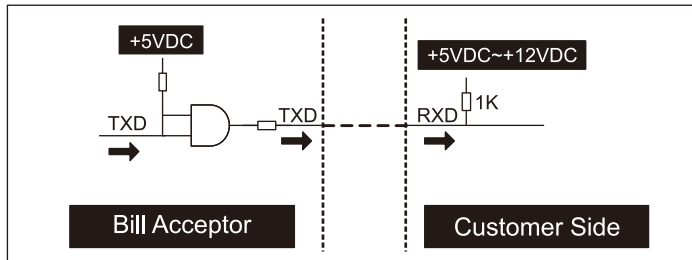 +5VDC
+5VDC~+12VDC
1K
TXD
TXD
RXD
Bill Acceptor
Customer Side